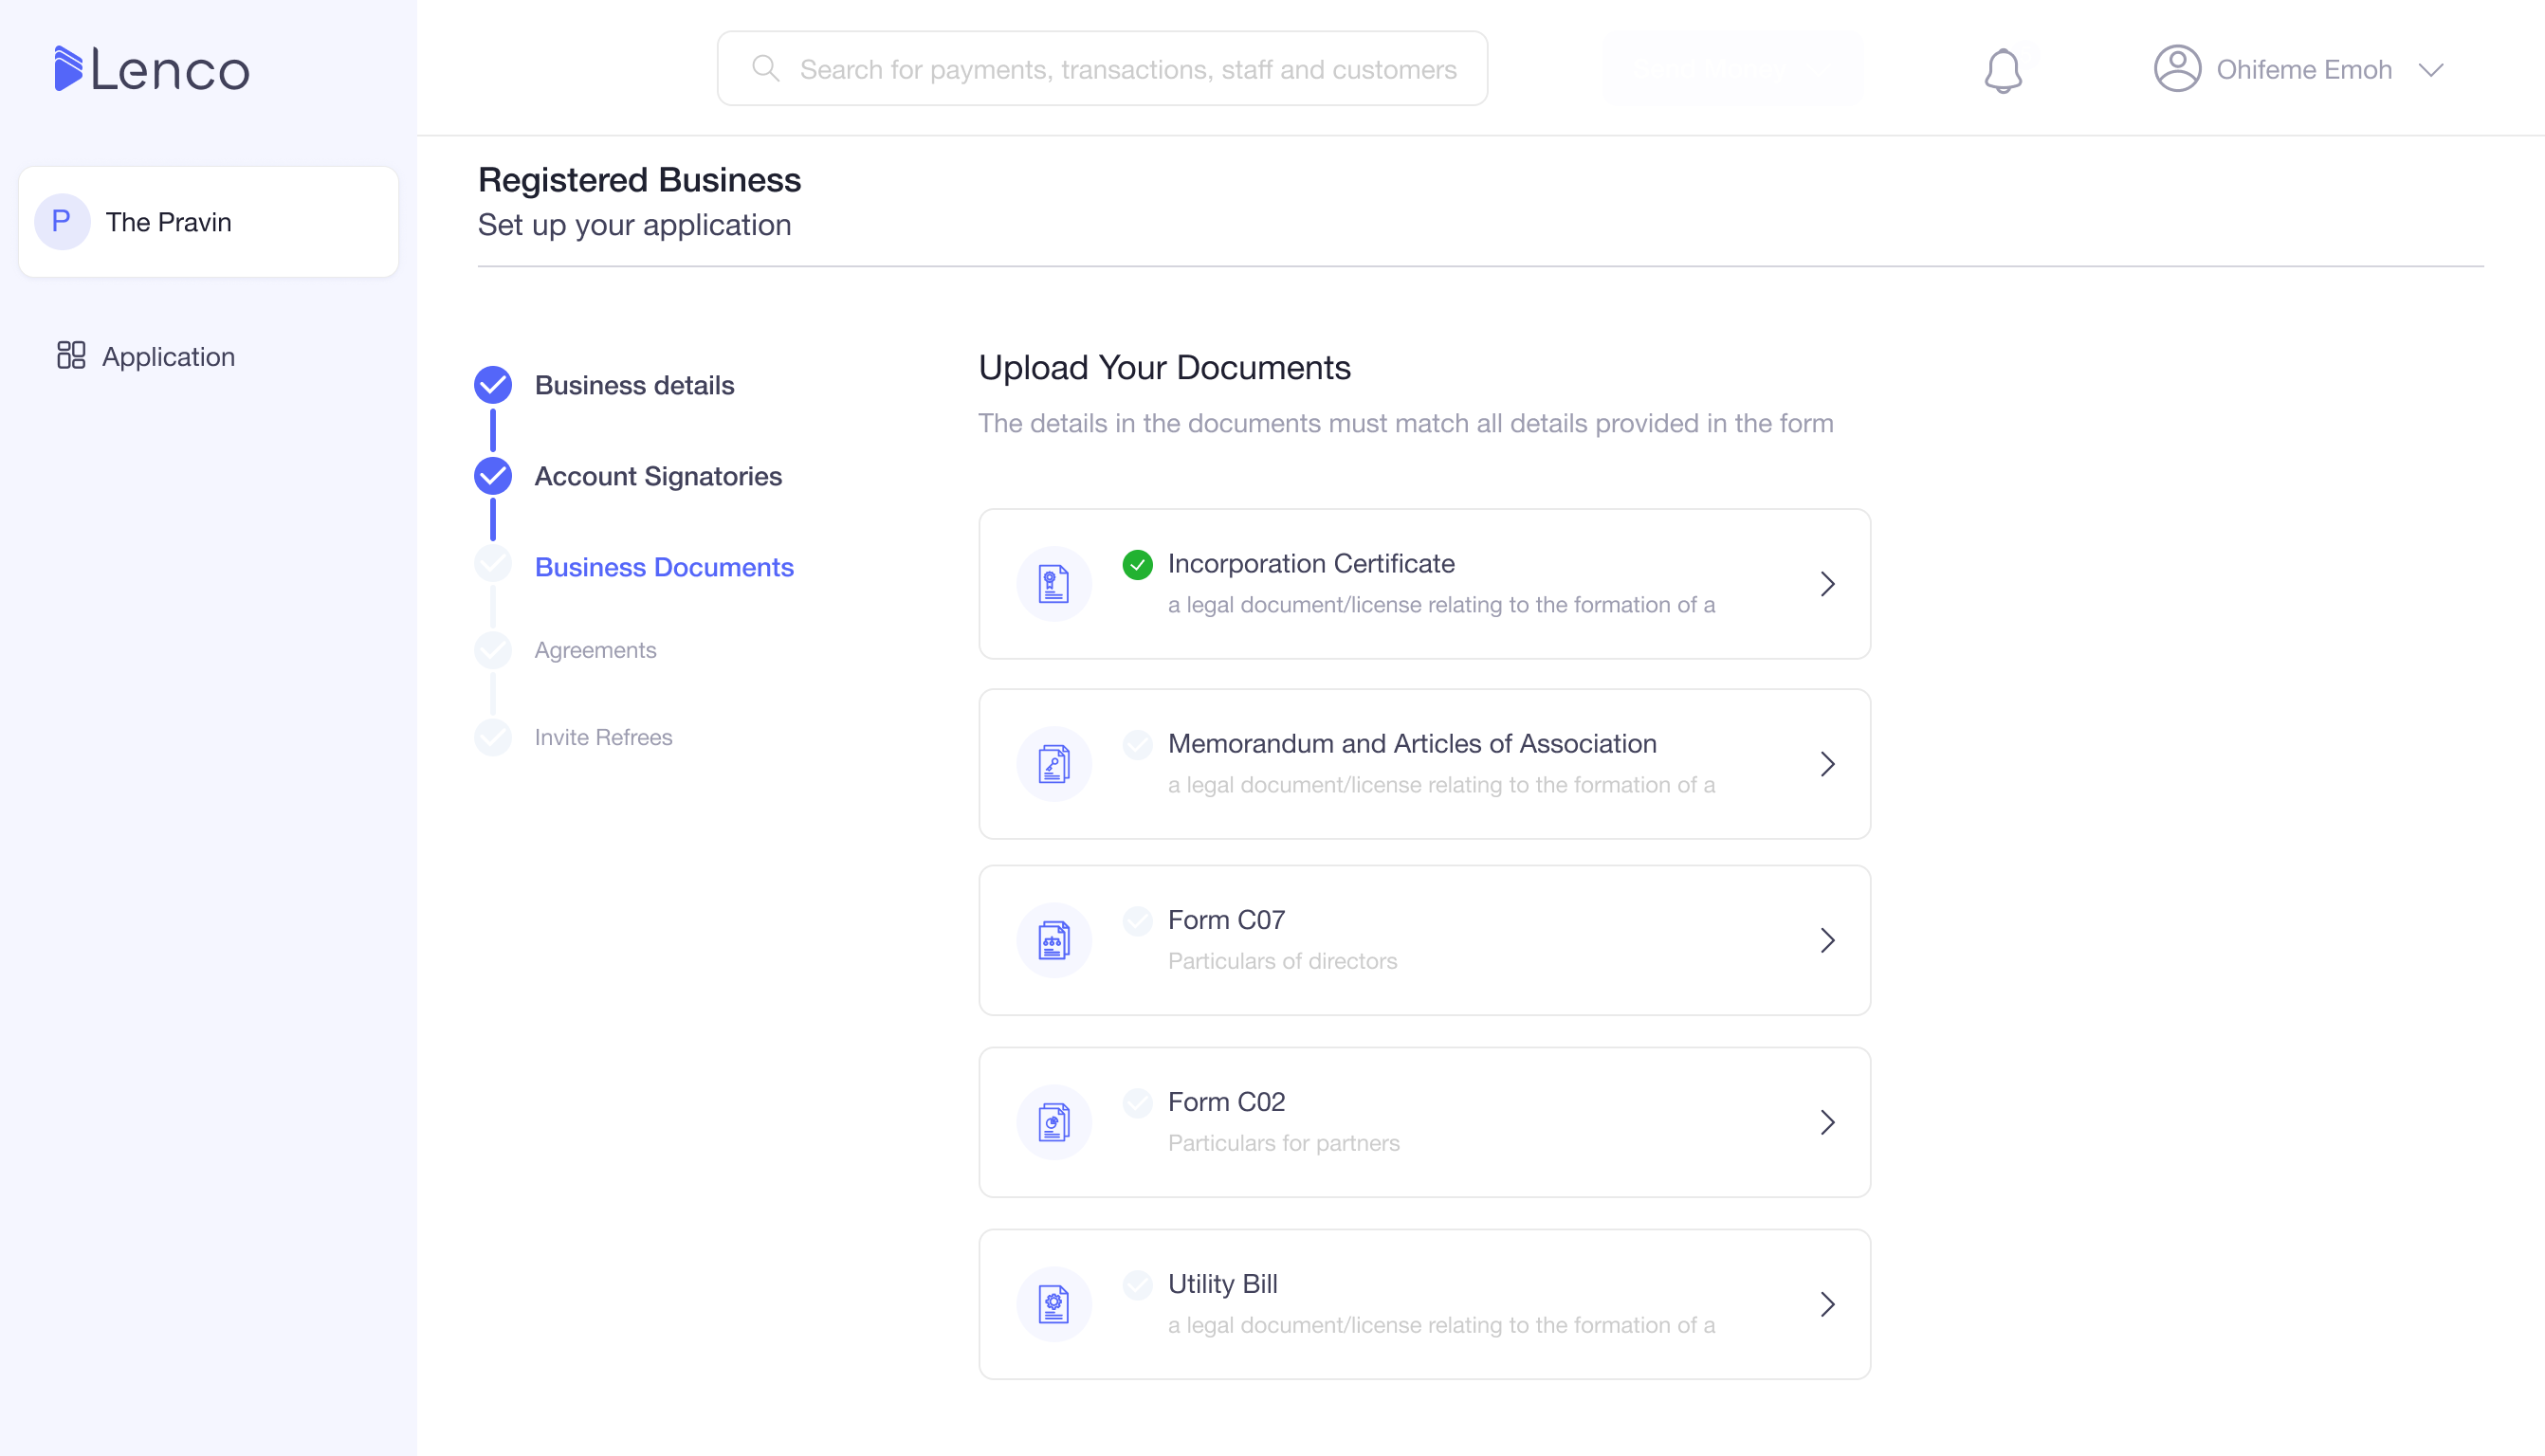 Lenco
Search for payments, transactions, staff and customers
Ohifeme Emoh
P
The Pravin
Application
Registered Business
Set up your application
Business details
Account Signatories
Business Documents
Agreements
Invite Refrees
Upload Your Documents
The details in the documents must match all details provided in the form
Incorporation Certificate
a legal document/license relating to the formation of a
Memorandum and Articles of Association
a legal document/license relating to the formation of a
Form C07
Particulars of directors
Form C02
Particulars for partners
Utility Bill
a legal document/license relating to the formation of a